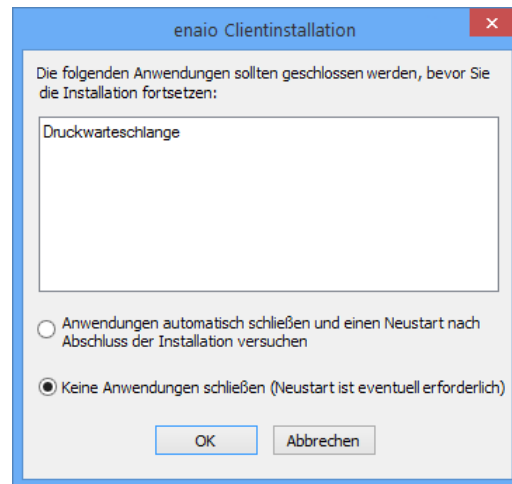 enaio Clientinstallation
Die folgenden Anwendungen sollten geschlossen werden, bevor Sie
die Installation fortsetzen:
Druckwarteschlange
Anwendungen automatisch schließen und einen Neustart nach
Abschluss der Installation versuchen
Keine Anwendungen schließen (Neustart ist eventuell erforderlich)
OK
Abbrechen